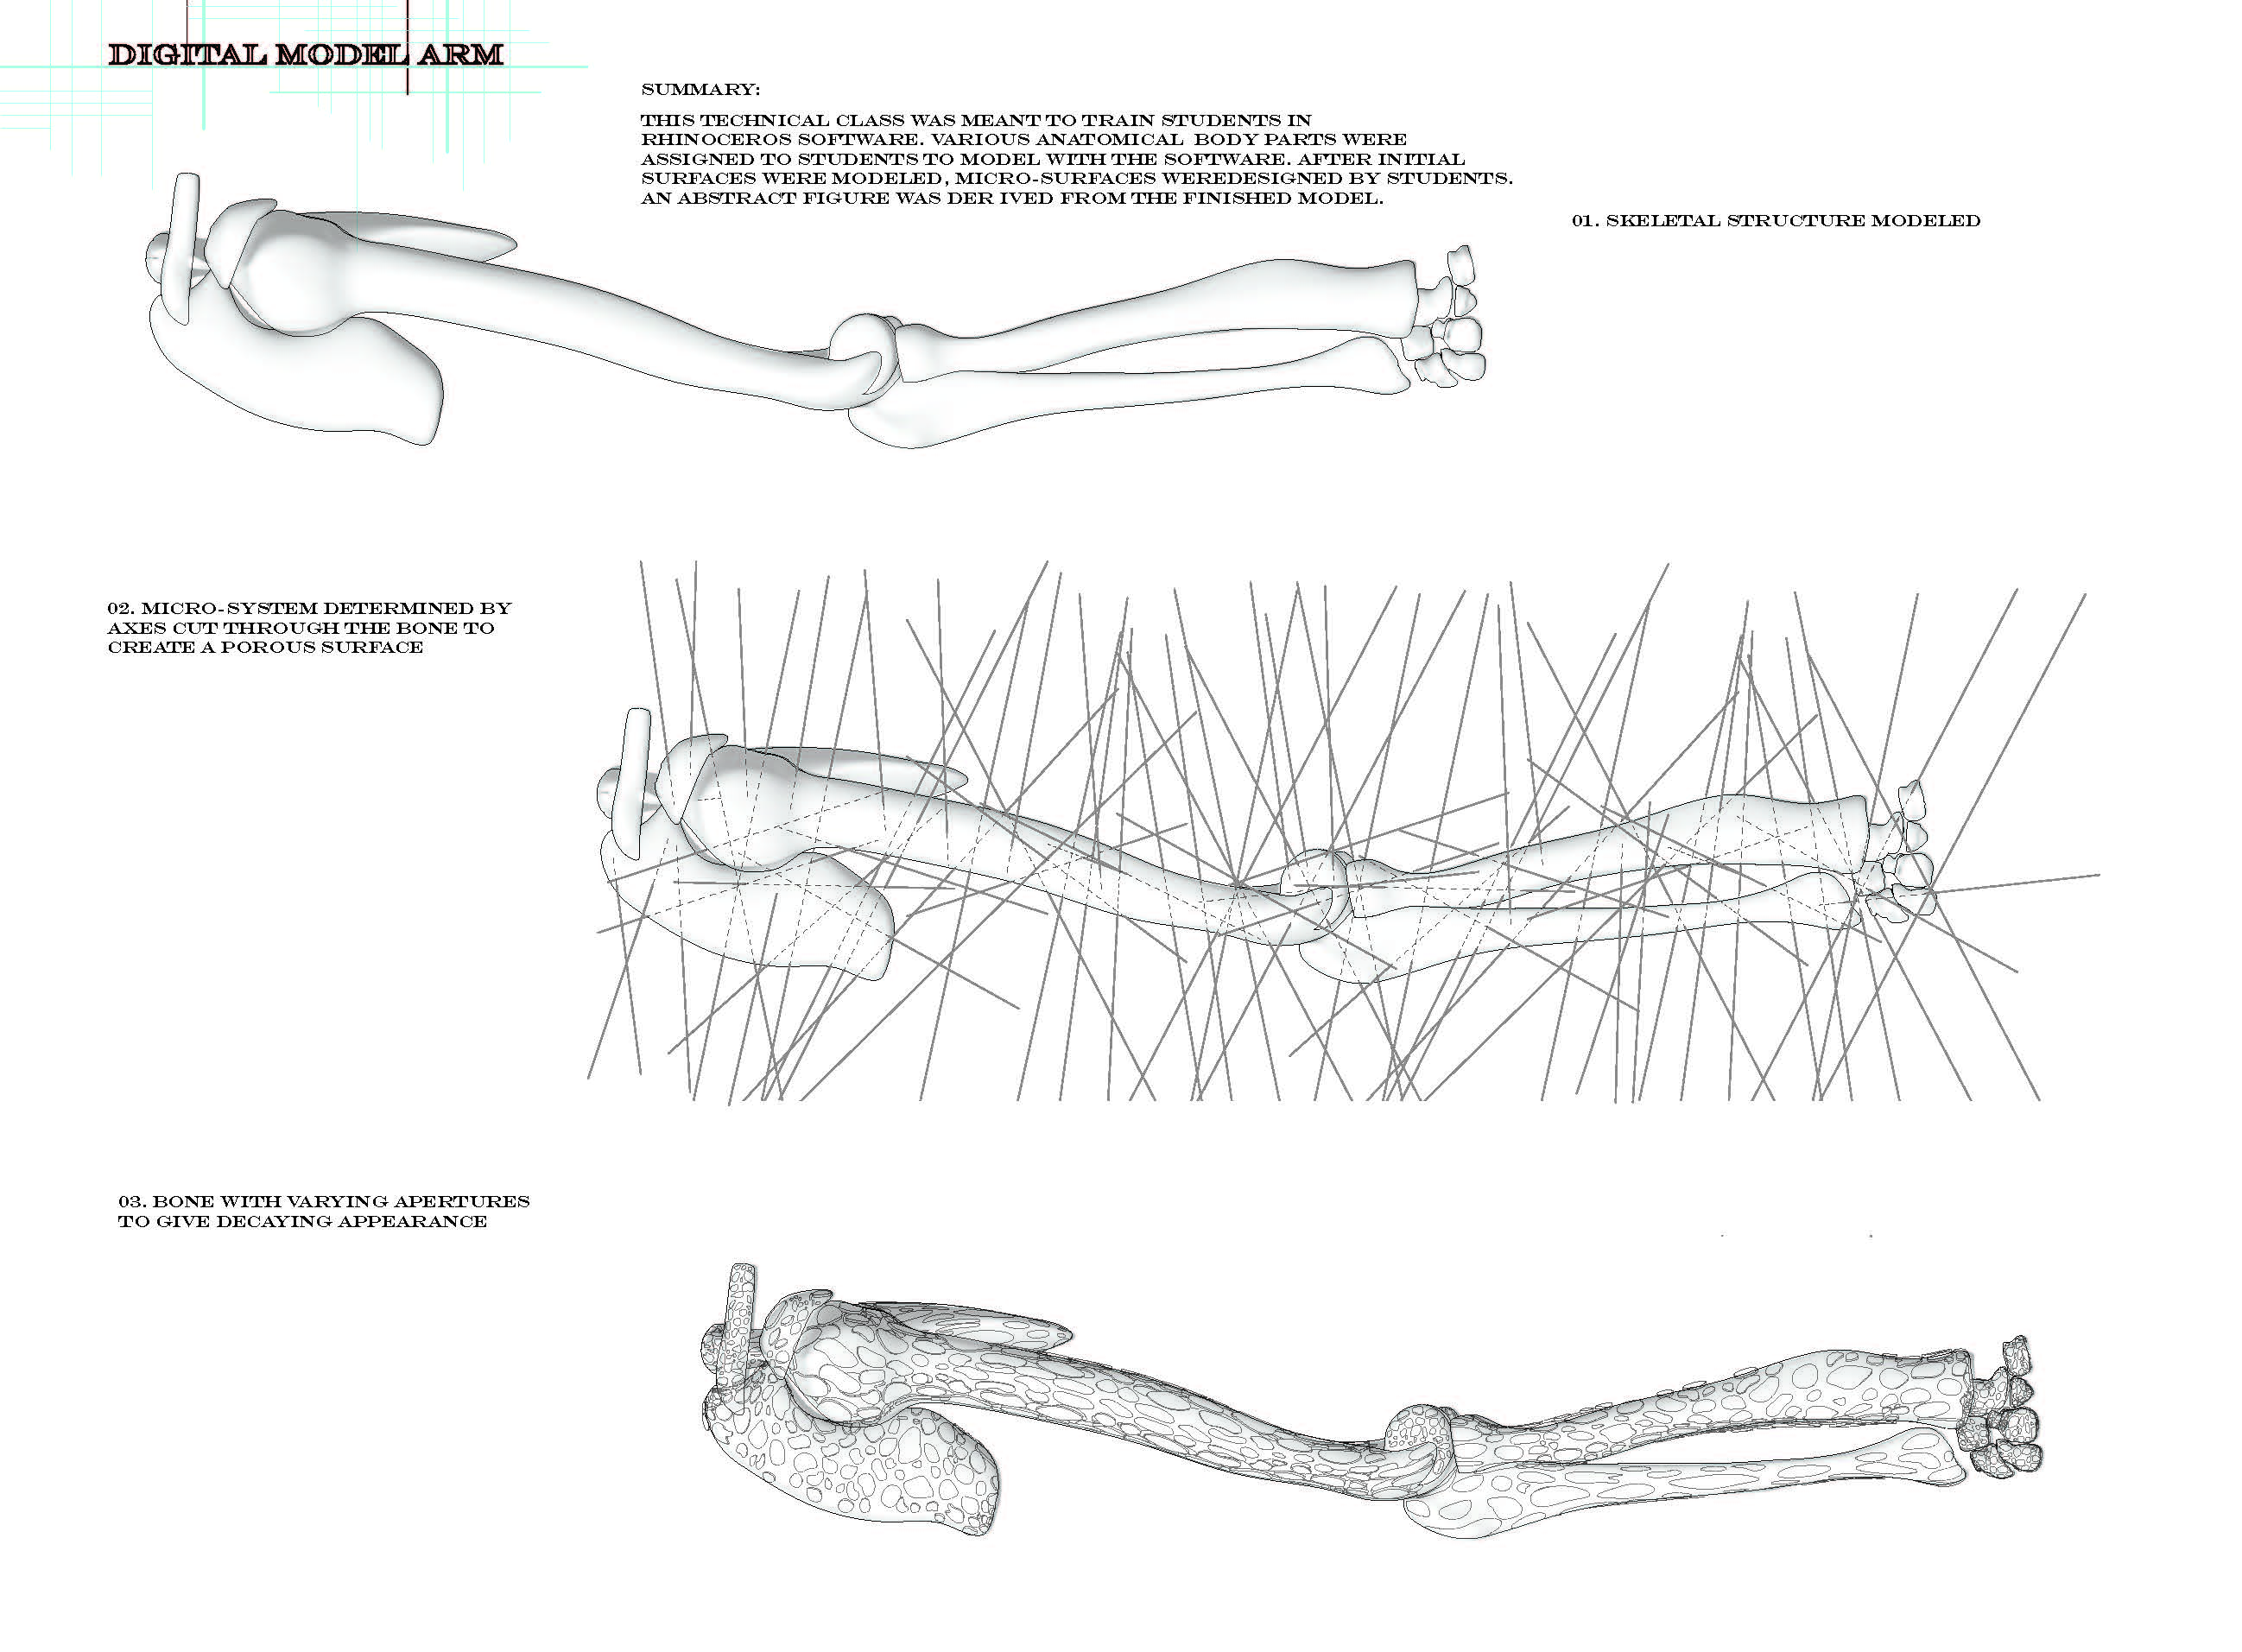 DIGITAL MODEL ARM
SUMMARY:
THIS TECHNICAL CLASS WAS MEANT TO TRAIN STUDENTS IN
RHINOCEROS SOFTWARE. VARIOUS ANATOMICAL BODY PARTS WERE
ASSIGNED TO STUDENTS TO MODEL WITH THE SOFTWARE. AFTER INITIAL
SURFACES WERE MODELED, MICRO-SURFACES WEREDESIGNED BY STUDENTS.
AN ABSTRACT FIGURE WAS DER IVED FROM THE FINISHED MODEL.
01. SKELETAL STRUCTURE MODELED
02. MICRO-SYSTEM DETERMINED BY
AXES CUT THROUGH THE BONE TO
CREATE A POROUS SURFACE
03. BONE WITH VARYING APERTURES
TO GIVE DECAYING APPEARANCE